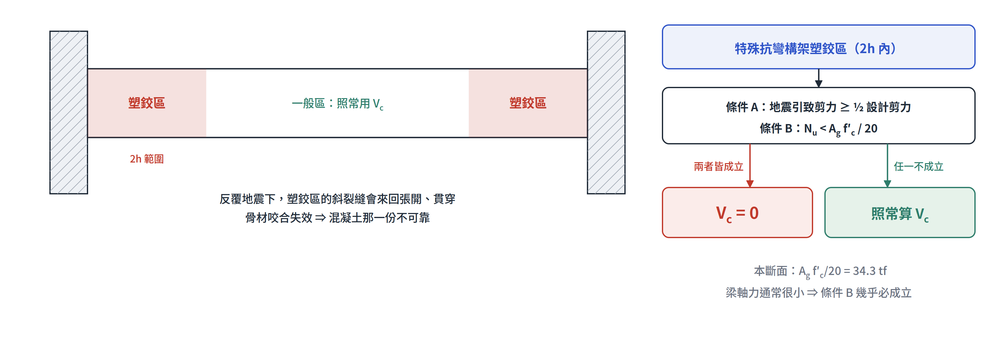 塑鉸區
一般區：照常用 Vc
塑鉸區
2h 範圍
反覆地震下，塑鉸區的斜裂縫會來回張開、貫穿
骨材咬合失效 ⇒ 混凝土那一份不可靠
特殊抗彎構架塑鉸區（2h 內）
條件 A：地震引致剪力 ≥ ½ 設計剪力
條件 B：Nu < Ag f′c / 20
兩者皆成立
任一不成立
Vc = 0
照常算 Vc
本斷面：Ag f′c/20 = 34.3 tf
梁軸力通常很小 ⇒ 條件 B 幾乎必成立